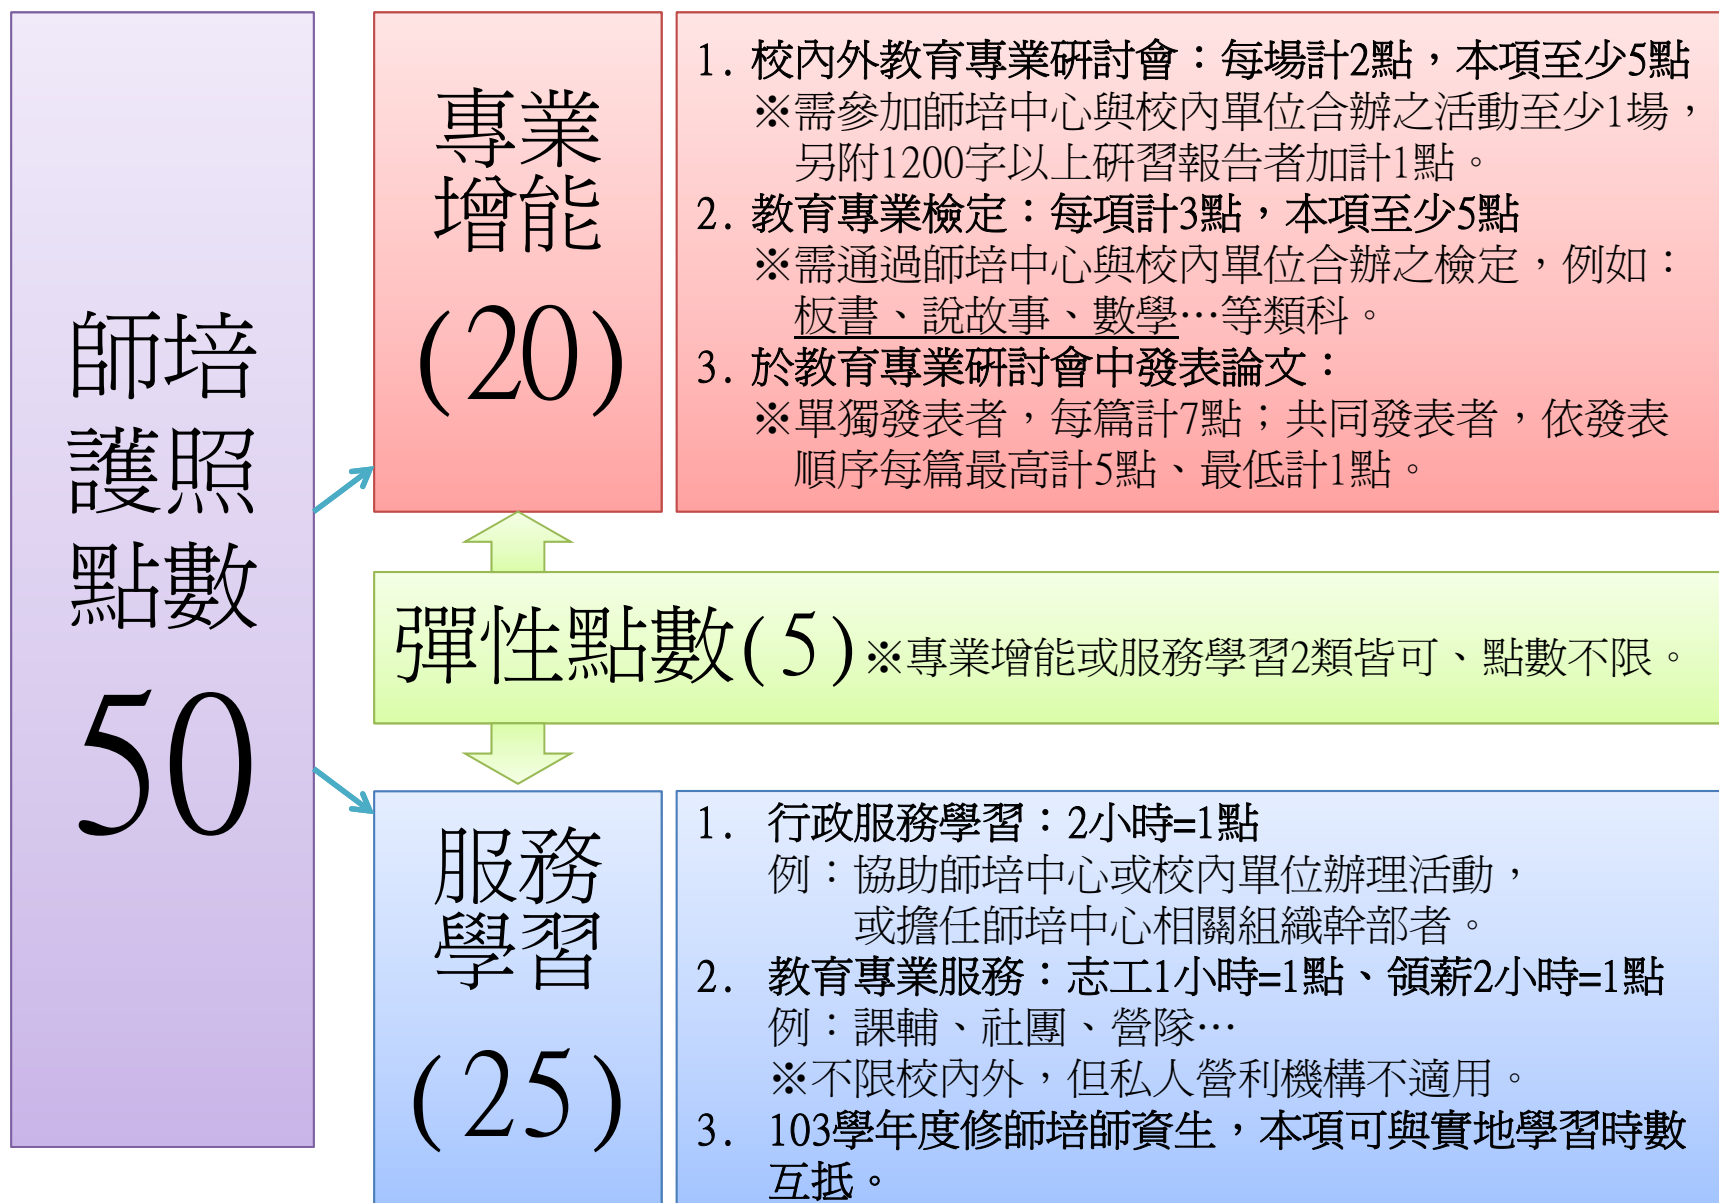 師培
護照
點數
50
專業
增能
(20)
1. 校內外教育專業研討會：每場計2點，本項至少5點
※需參加師培中心與校內單位合辦之活動至少1場，
另附1200字以上研習報告者加計1點。
2. 教育專業檢定：每項計3點，本項至少5點
※需通過師培中心與校內單位合辦之檢定，例如：
板書、說故事、數學…等類科。
3. 於教育專業研討會中發表論文：
※單獨發表者，每篇計7點；共同發表者，依發表
順序每篇最高計5點、最低計1點。
彈性點數(5)※專業增能或服務學習2類皆可、點數不限。
服務
學習
(25)
1. 行政服務學習：2小時=1點
例：協助師培中心或校內單位辦理活動，
或擔任師培中心相關組織幹部者。
2. 教育專業服務：志工1小時=1點、領薪2小時=1點
例：課輔、社團、營隊…
※不限校內外，但私人營利機構不適用。
3. 103學年度修師培師資生，本項可與實地學習時數
互抵。